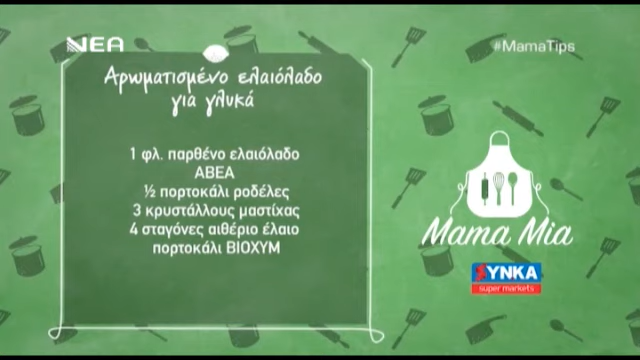 ΝΕΑ
#MamaTips
Αρωματισμένο ελαιόλαδο
για γλυκά
1 φλ. παρθένο ελαιόλαδο
ΑΒΕΑ
½ πορτοκάλι ροδέλες
3 κρυστάλλους μαστίχας
4 σταγόνες αιθέριο έλαιο
πορτοκάλι ΒΙΟΧΥΜ
Mama Mia
SYNKA
super markets